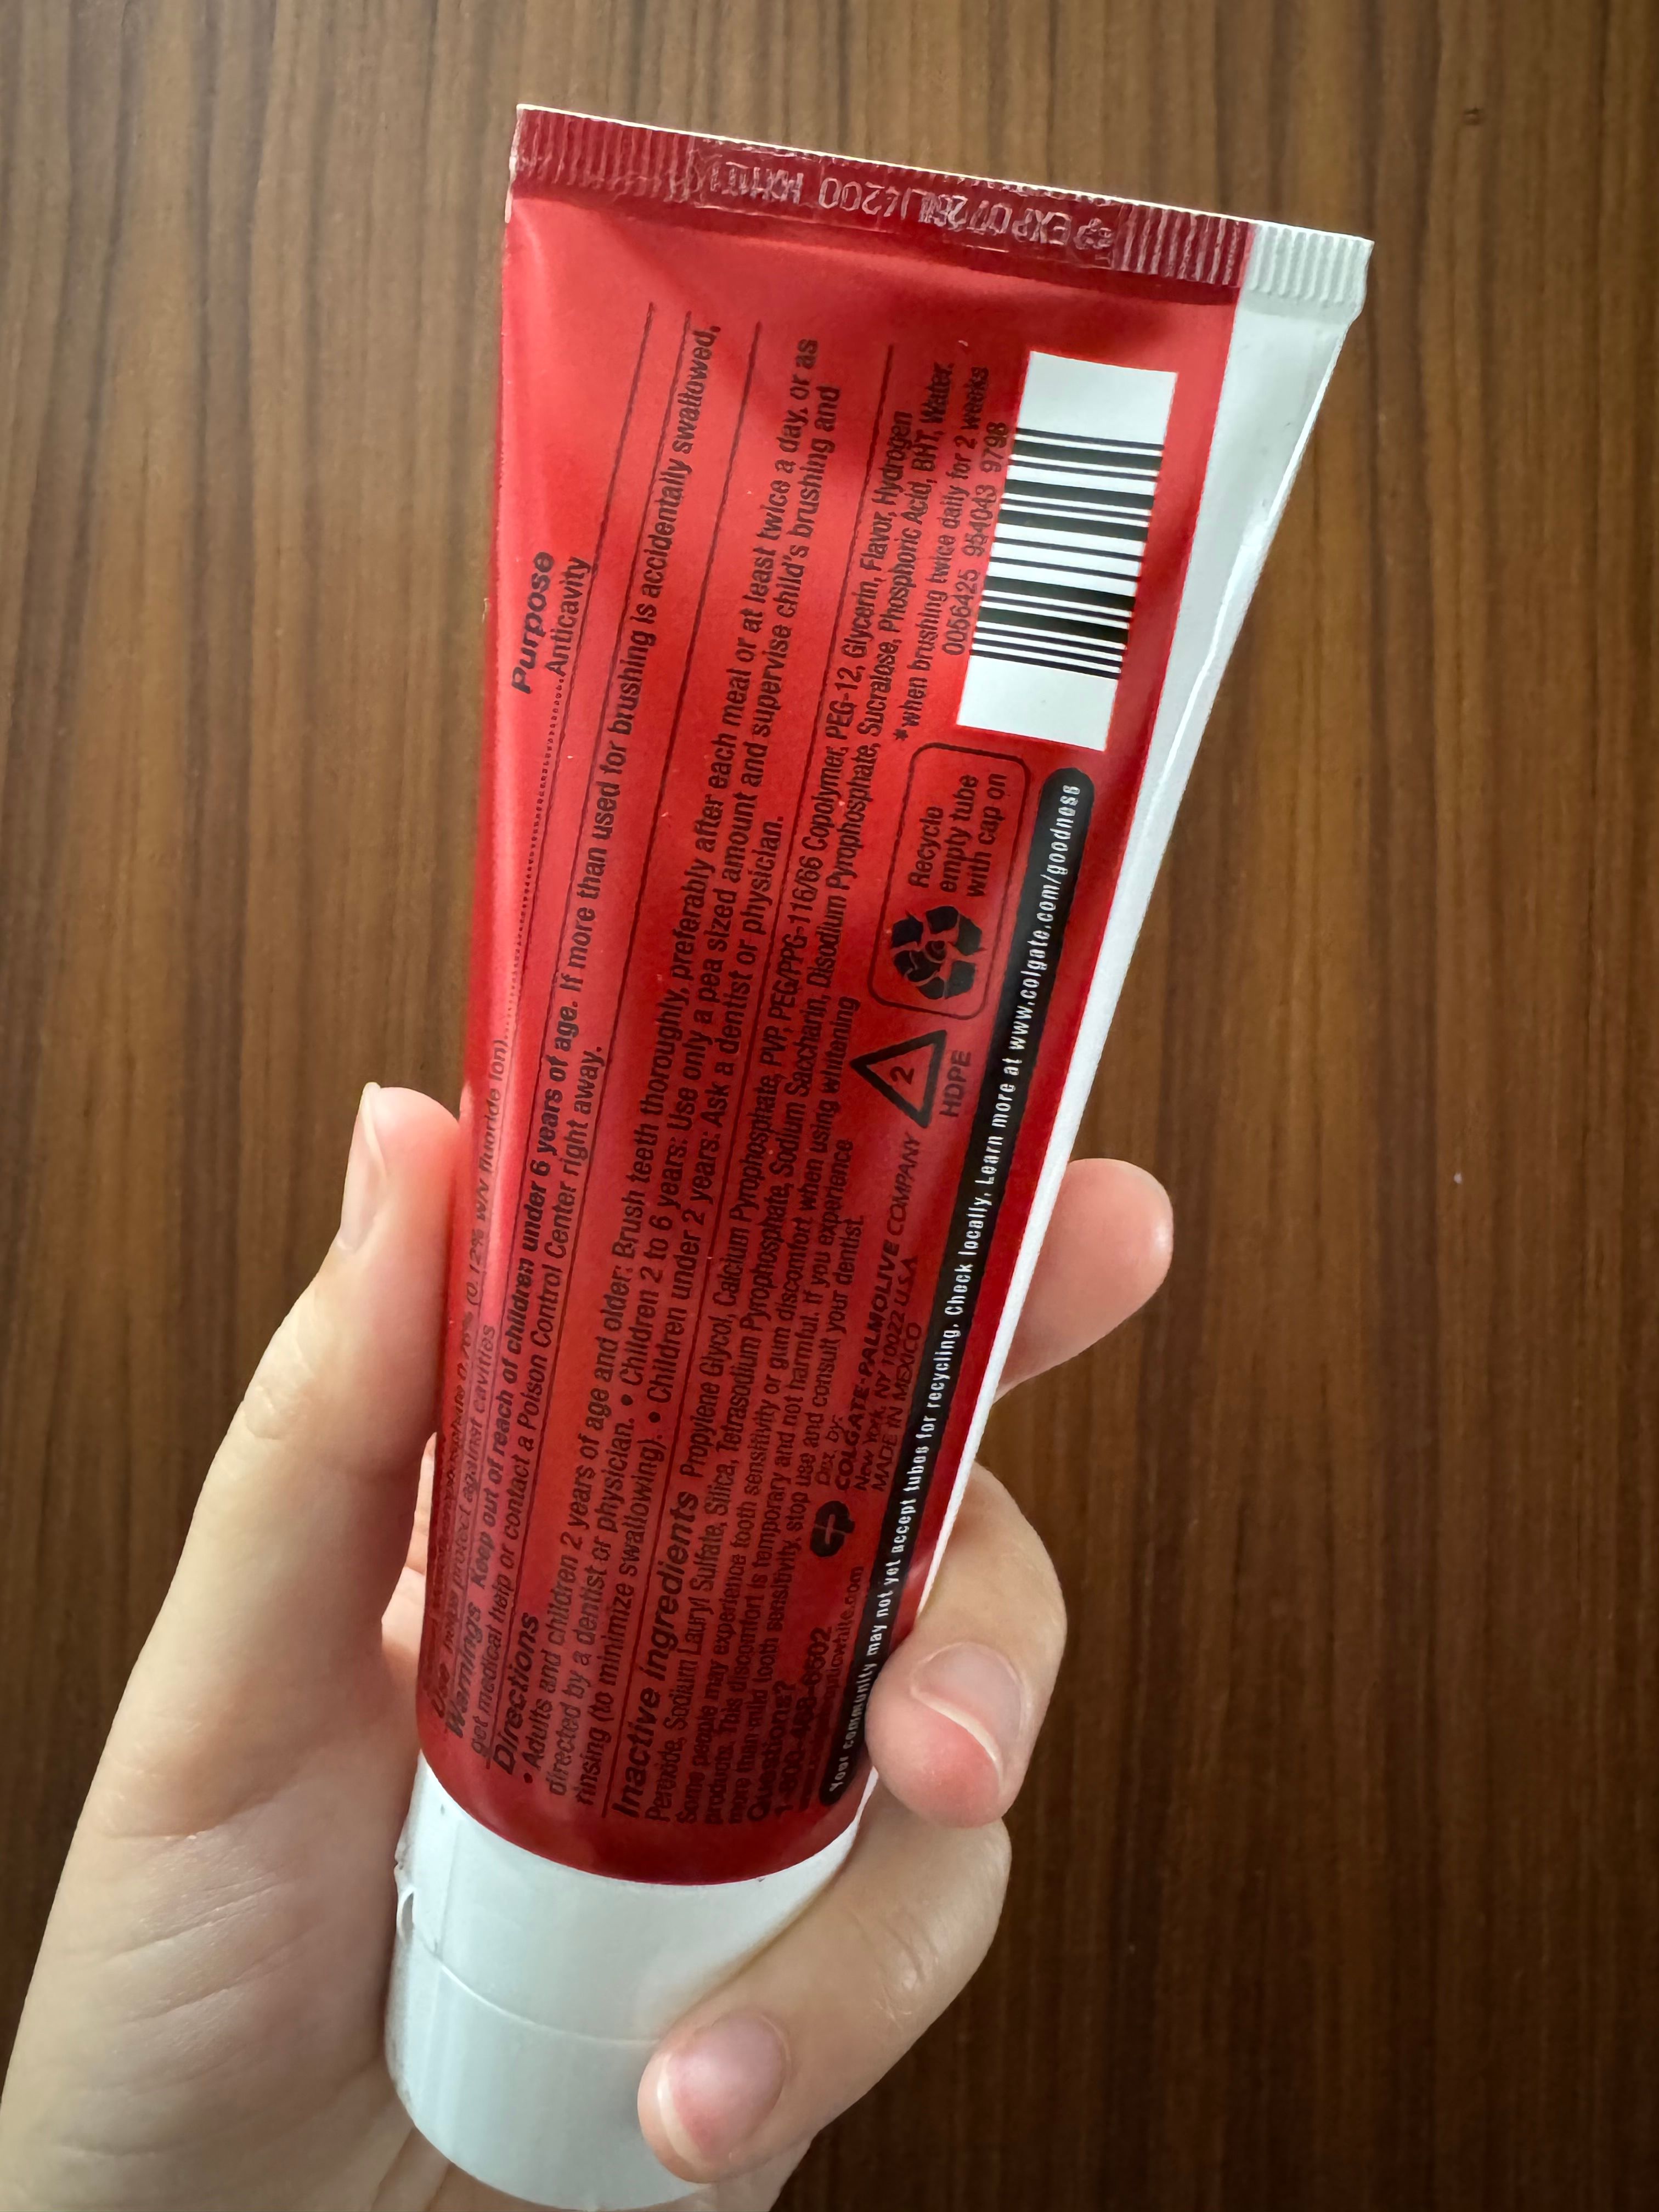 Purpose
(0.12% w/v fluoride ion)..........Anticavity
Use helps protect against cavities
Warnings Keep out of reach of children under 6 years of age. If more than used for brushing is accidentally swallowed,
get medical help or contact a Poison Control Center right away.
Directions
• Adults and children 2 years of age and older: Brush teeth thoroughly, preferably after each meal or at least twice a day, or as
directed by a dentist or physician. • Children 2 to 6 years: Use only a pea sized amount and supervise child's brushing and
rinsing (to minimize swallowing). • Children under 2 years: Ask a dentist or physician.
Inactive ingredients Propylene Glycol, Calcium Pyrophosphate, PVP, PEG/PPG-116/66 Copolymer, PEG-12, Glycerin, Flavor, Hydrogen
Peroxide, Sodium Lauryl Sulfate, Silica, Tetrasodium Pyrophosphate, Sodium Saccharin, Disodium Pyrophosphate, Sucralose, Phosphoric Acid, BHT, Water.
Some people may experience tooth sensitivity or gum discomfort when using whitening
products. This discomfort is temporary and not harmful. If you experience
more than mild tooth sensitivity, stop use and consult your dentist.
*when brushing twice daily for 2 weeks
Questions?
Dist. by:
COLGATE-PALMOLIVE COMPANY
New York, NY 10022 U.S.A.
MADE IN MEXICO
2
HDPE
Recycle
empty tube
with cap on
0056425 954043 9798
Your community may not yet accept tubes for recycling. Check locally. Learn more at www.colgate.com/goodness
EXP0726